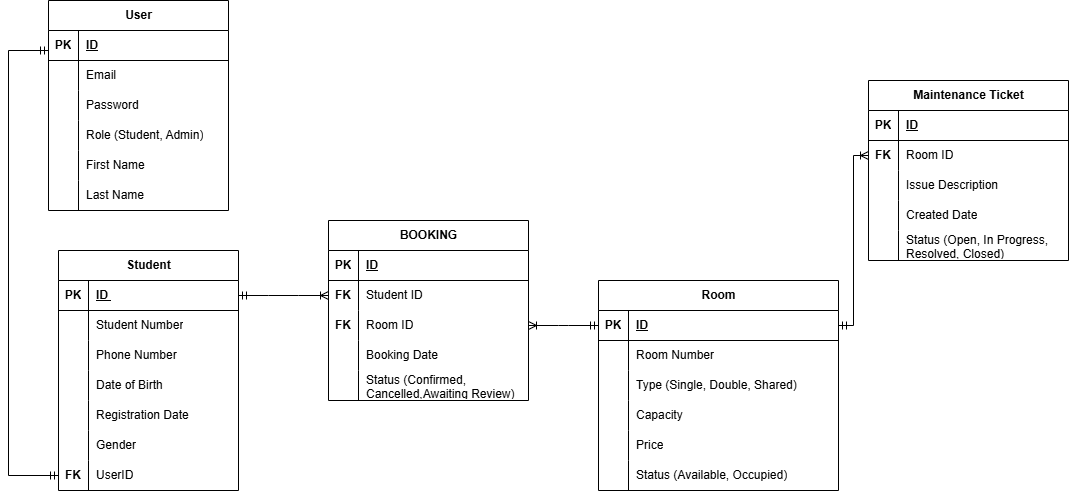 User
PK ID
Email
Password
Role (Student, Admin)
First Name
Last Name
Student
PK ID
Student Number
Phone Number
Date of Birth
Registration Date
Gender
FK UserID
BOOKING
PK ID
FK Student ID
FK Room ID
Booking Date
Status (Confirmed,
Cancelled,Awaiting Review)
Room
PK ID
Room Number
Type (Single, Double, Shared)
Capacity
Price
Status (Available, Occupied)
Maintenance Ticket
PK ID
FK Room ID
Issue Description
Created Date
Status (Open, In Progress,
Resolved, Closed)